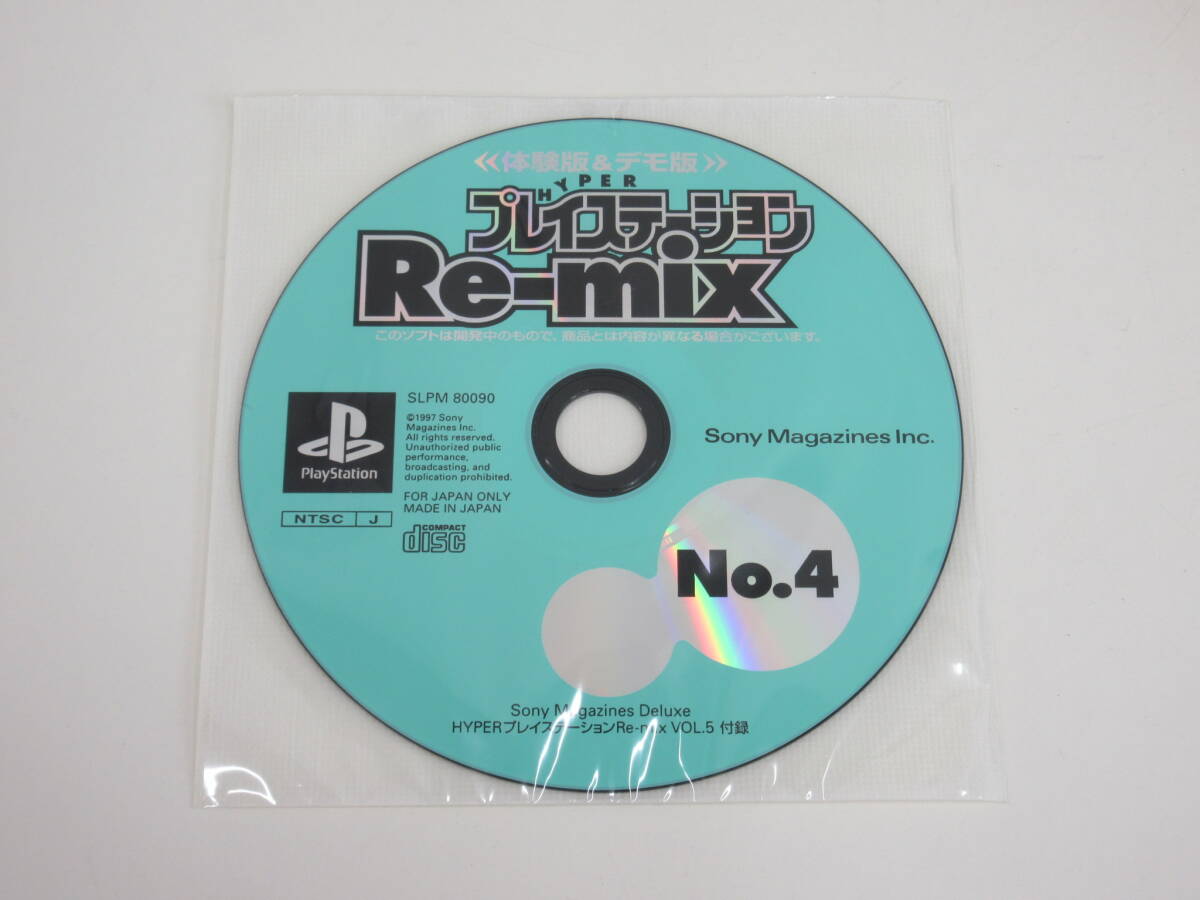 ≪体験版&デモ版≫
HYPER
プレイステーション
Re-mix
このソフトは開発中のもので、商品とは内容が異なる場合がございます。
PlayStation
NTSC J
SLPM 80090
©1997 Sony
Magazines Inc.
All rights reserved.
Unauthorized public
performance,
broadcasting, and
duplication prohibited.
FOR JAPAN ONLY
MADE IN JAPAN
COMPACT
disc
Sony Magazines Inc.
No.4
Sony Magazines Deluxe
HYPERプレイステーションRe-mix VOL.5 付録